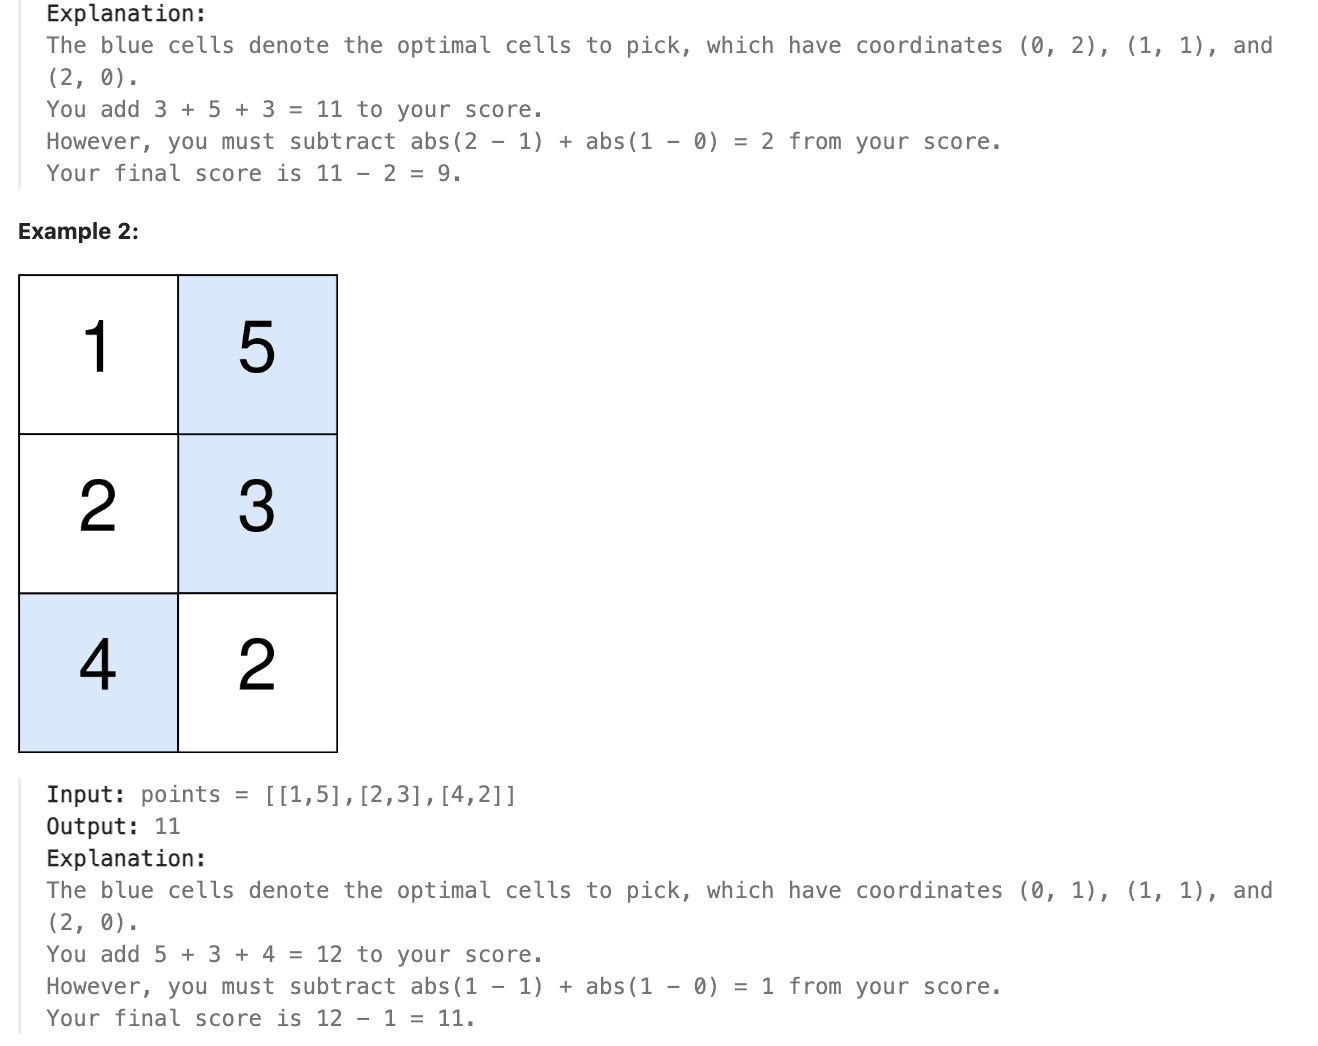 Explanation:
The blue cells denote the optimal cells to pick, which have coordinates (0, 2), (1, 1), and
(2, 0).
You add 3 + 5 + 3 = 11 to your score.
However, you must subtract abs(2 - 1) + abs(1 - 0) = 2 from your score.
Your final score is 11 - 2 = 9.
Example 2:
1 5
2 3
4 2
Input: points = [[1,5],[2,3],[4,2]]
Output: 11
Explanation:
The blue cells denote the optimal cells to pick, which have coordinates (0, 1), (1, 1), and
(2, 0).
You add 5 + 3 + 4 = 12 to your score.
However, you must subtract abs(1 - 1) + abs(1 - 0) = 1 from your score.
Your final score is 12 - 1 = 11.